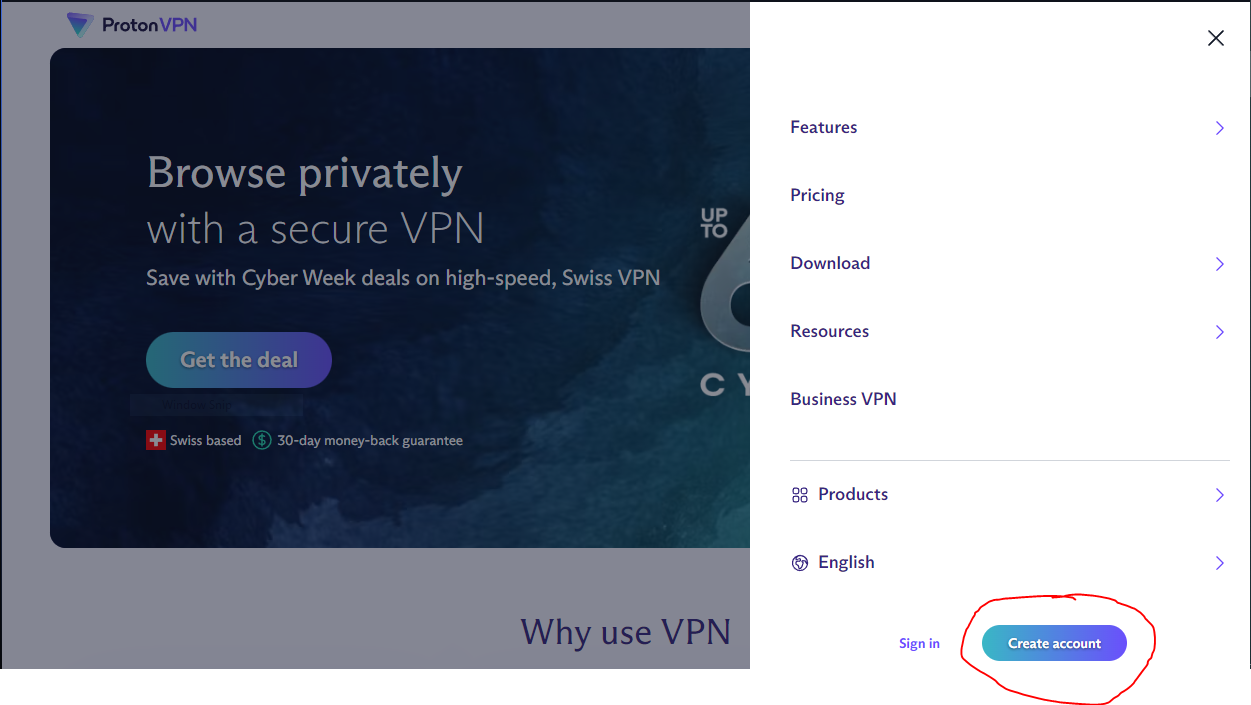 ProtonVPN
Browse privately
with a secure VPN
Save with Cyber Week deals on high-speed, Swiss VPN
UP
TO
Get the deal
CY
Swiss based
30-day money-back guarantee
Why use VPN
Features
Pricing
Download
Resources
Business VPN
Products
English
Sign in
Create account